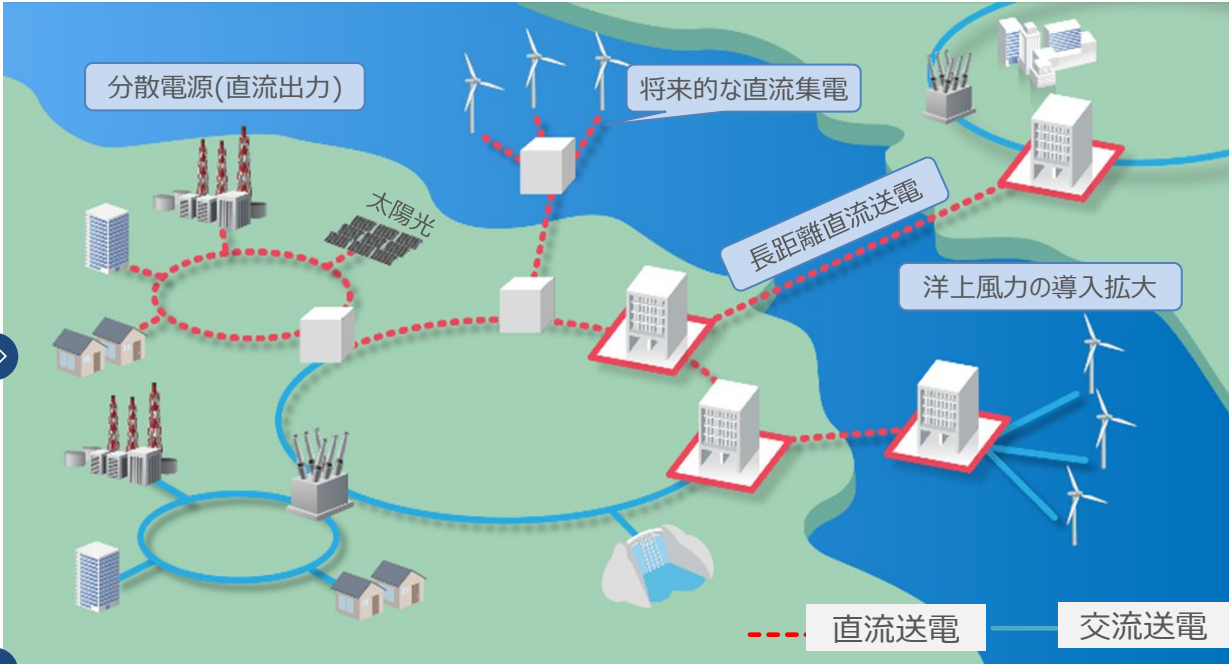 分散電源(直流出力)
将来的な直流集電
太陽光
長距離直流送電
洋上風力の導入拡大
直流送電
交流送電